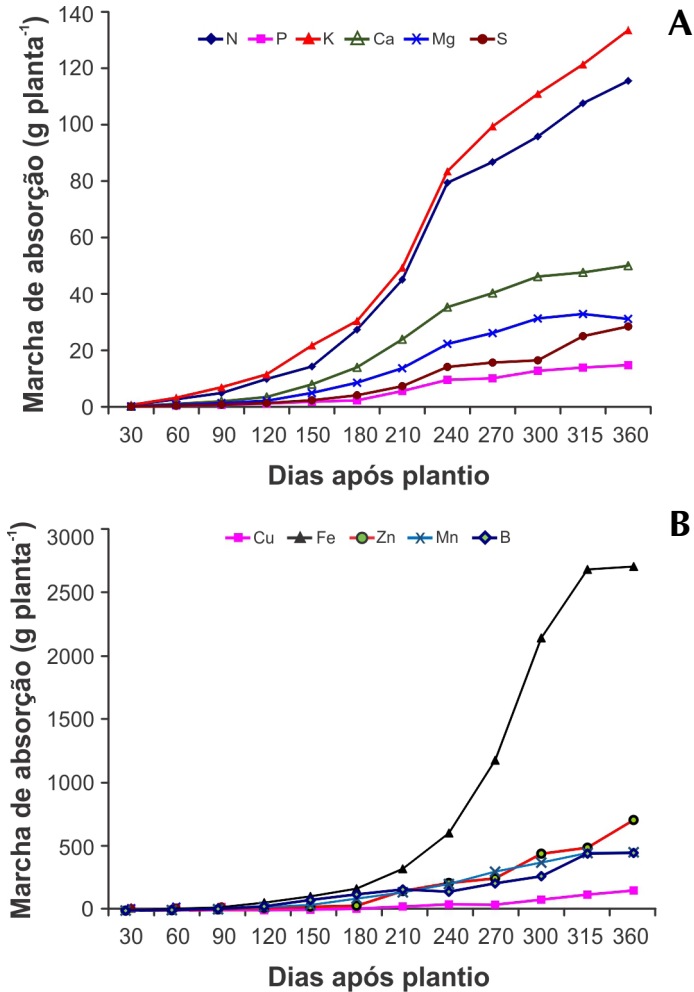 A
N P K Ca Mg S
Marcha de absorção (g planta-1)
140
120
100
80
60
40
20
0
30 60 90 120 150 180 210 240 270 300 315 360
Dias após plantio
B
Cu Fe Zn Mn B
Marcha de absorção (g planta-1)
3000
2500
2000
1500
1000
500
0
30 60 90 120 150 180 210 240 270 300 315 360
Dias após plantio